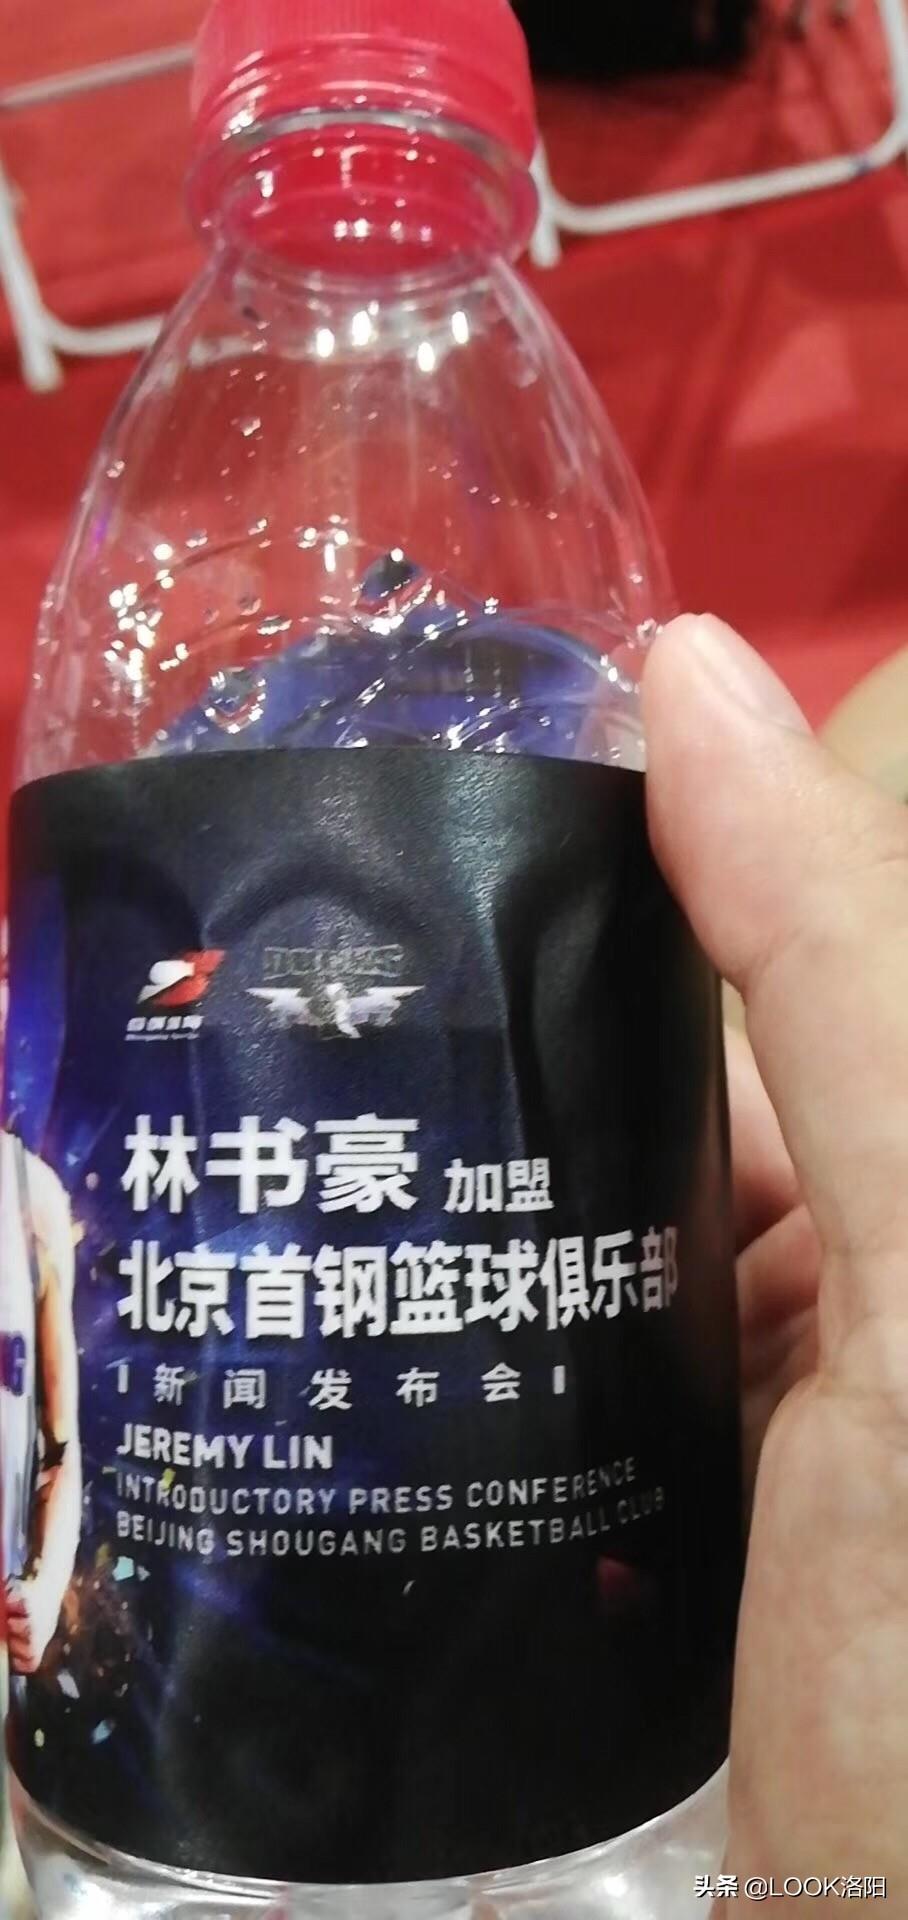 DUCKS
林书豪 加盟
北京首钢篮球俱乐部
新闻发布会
JEREMY LIN
INTRODUCTORY PRESS CONFERENCE
BEIJING SHOUGANG BASKETBALL CLUB
头条 @LOOK洛阳